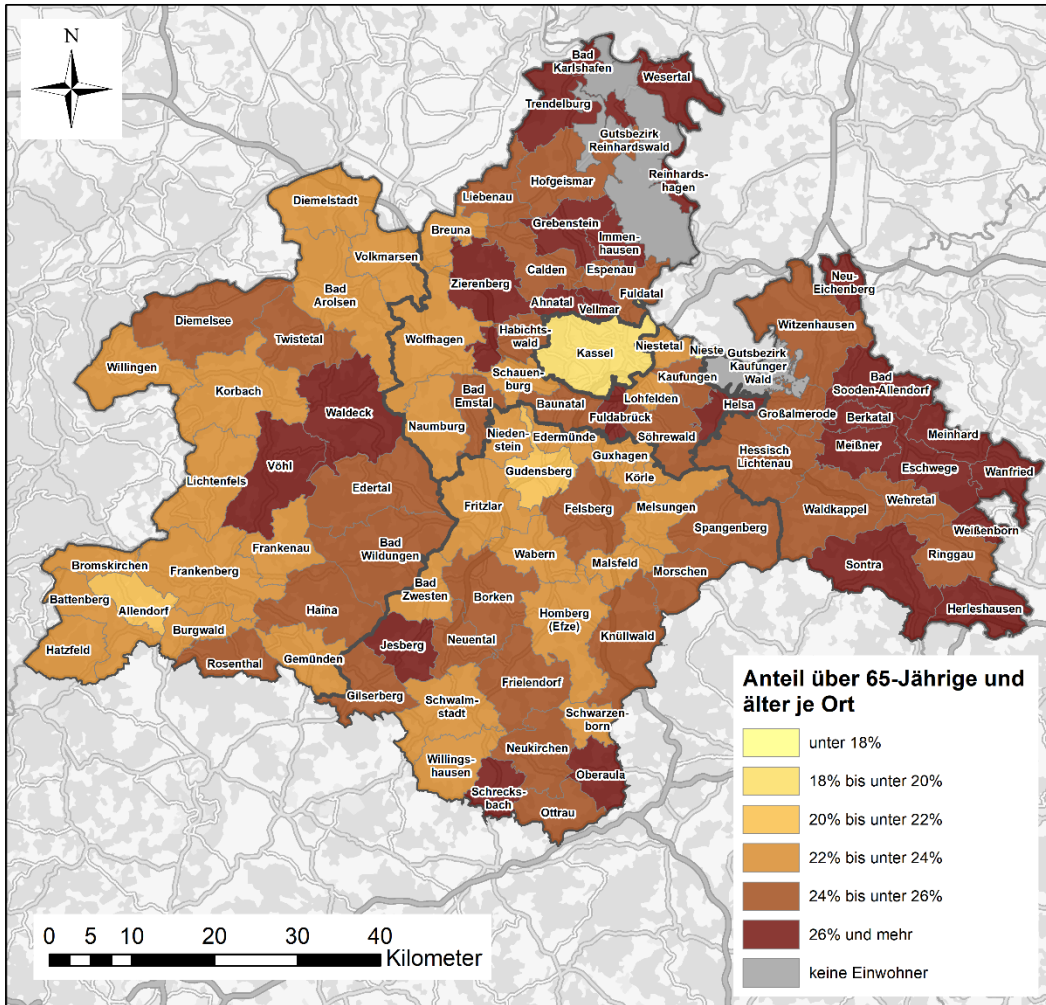 N
Bad
Karlshafen
Wesertal
Trendelburg
Gutsbezirk
Reinhardswald
Reinhards-
hagen
Hofgeismar
Liebenau
Diemelstadt
Breuna
Grebenstein
Immen-
hausen
Volkmarsen
Calden
Espenau
Zierenberg
Neu-
Eichenberg
Bad
Arolsen
Ahnatal
Vellmar
Fuldatal
Diemelsee
Witzenhausen
Twistetal
Wolfhagen
Habichts-
wald
Kassel
Niestetal
Nieste
Gutsbezirk
Kaufunger
Wald
Willingen
Korbach
Schauen-
burg
Kaufungen
Bad
Sooden-Allendorf
Waldeck
Bad
Emstal
Baunatal
Lohfelden
Helsa
Großalmerode
Berkatal
Fuldabrück
Naumburg
Söhrewald
Meinhard
Nieden-
stein
Edermünde
Meißner
Vöhl
Guxhagen
Hessisch
Lichtenau
Eschwege
Wanfried
Gudensberg
Körle
Lichtenfels
Edertal
Fritzlar
Felsberg
Melsungen
Waldkappel
Wehretal
Spangenberg
Weißenborn
Frankenau
Bad
Wildungen
Wabern
Ringgau
Bromskirchen
Frankenberg
Malsfeld
Sontra
Morschen
Bad
Zwesten
Battenberg
Allendorf
Borken
Herleshausen
Haina
Homberg
(Efze)
Burgwald
Neuental
Knüllwald
Hatzfeld
Jesberg
Rosenthal
Gemünden
Gilserberg
Frielendorf
Schwalm-
stadt
Schwarzen-
born
Neukirchen
Willings-
hausen
Oberaula
Schrecks-
bach
Ottrau
Anteil über 65-Jährige und
älter je Ort
unter 18%
18% bis unter 20%
20% bis unter 22%
22% bis unter 24%
24% bis unter 26%
26% und mehr
keine Einwohner
0 5 10 20 30 40
Kilometer